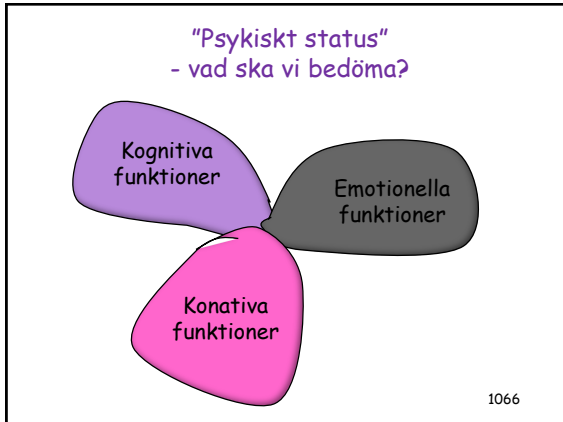 "Psykiskt status"
- vad ska vi bedöma?
Kognitiva
funktioner
Emotionella
funktioner
Konativa
funktioner
1066